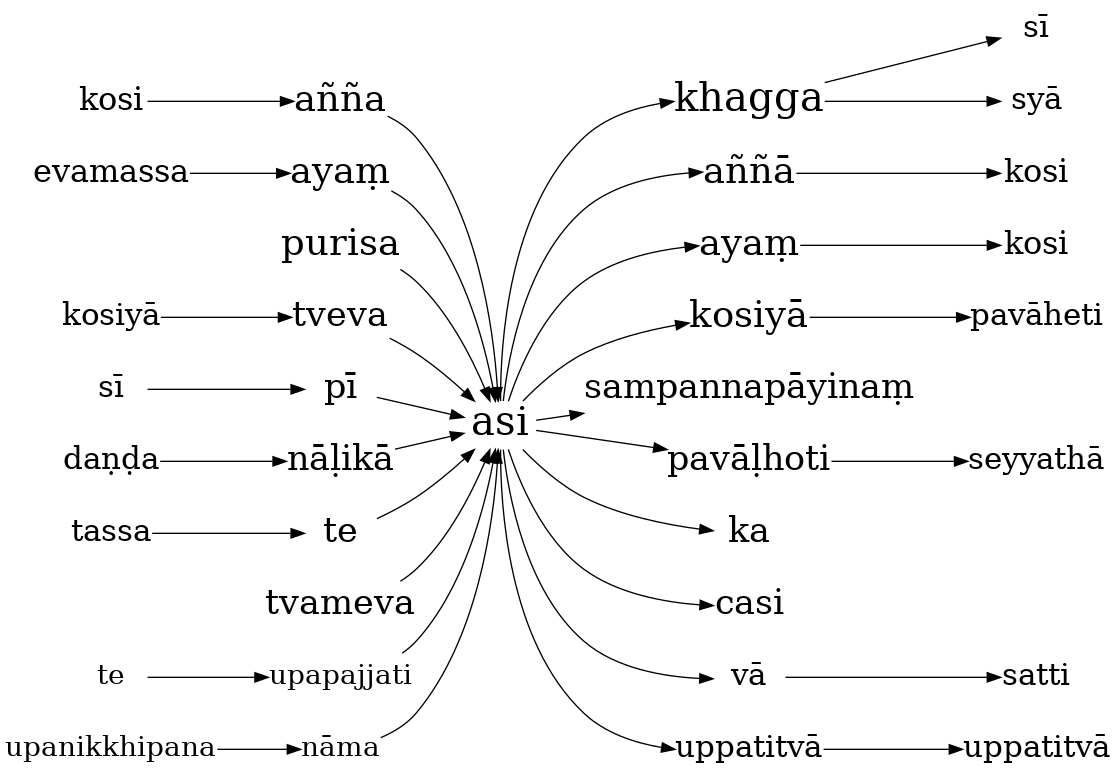 sī
kosi añña khagga syā
evamassa ayaṃ aññā kosi
purisa ayaṃ kosi
kosiyā tveva kosiyā pavāheti
sī pī sampannapāyinaṃ
asi
daṇḍa nāḷikā pavāḷhoti seyyathā
tassa te ka
tvameva casi
te upapajjati vā satti
upanikkhipana nāma uppatitvā uppatitvā